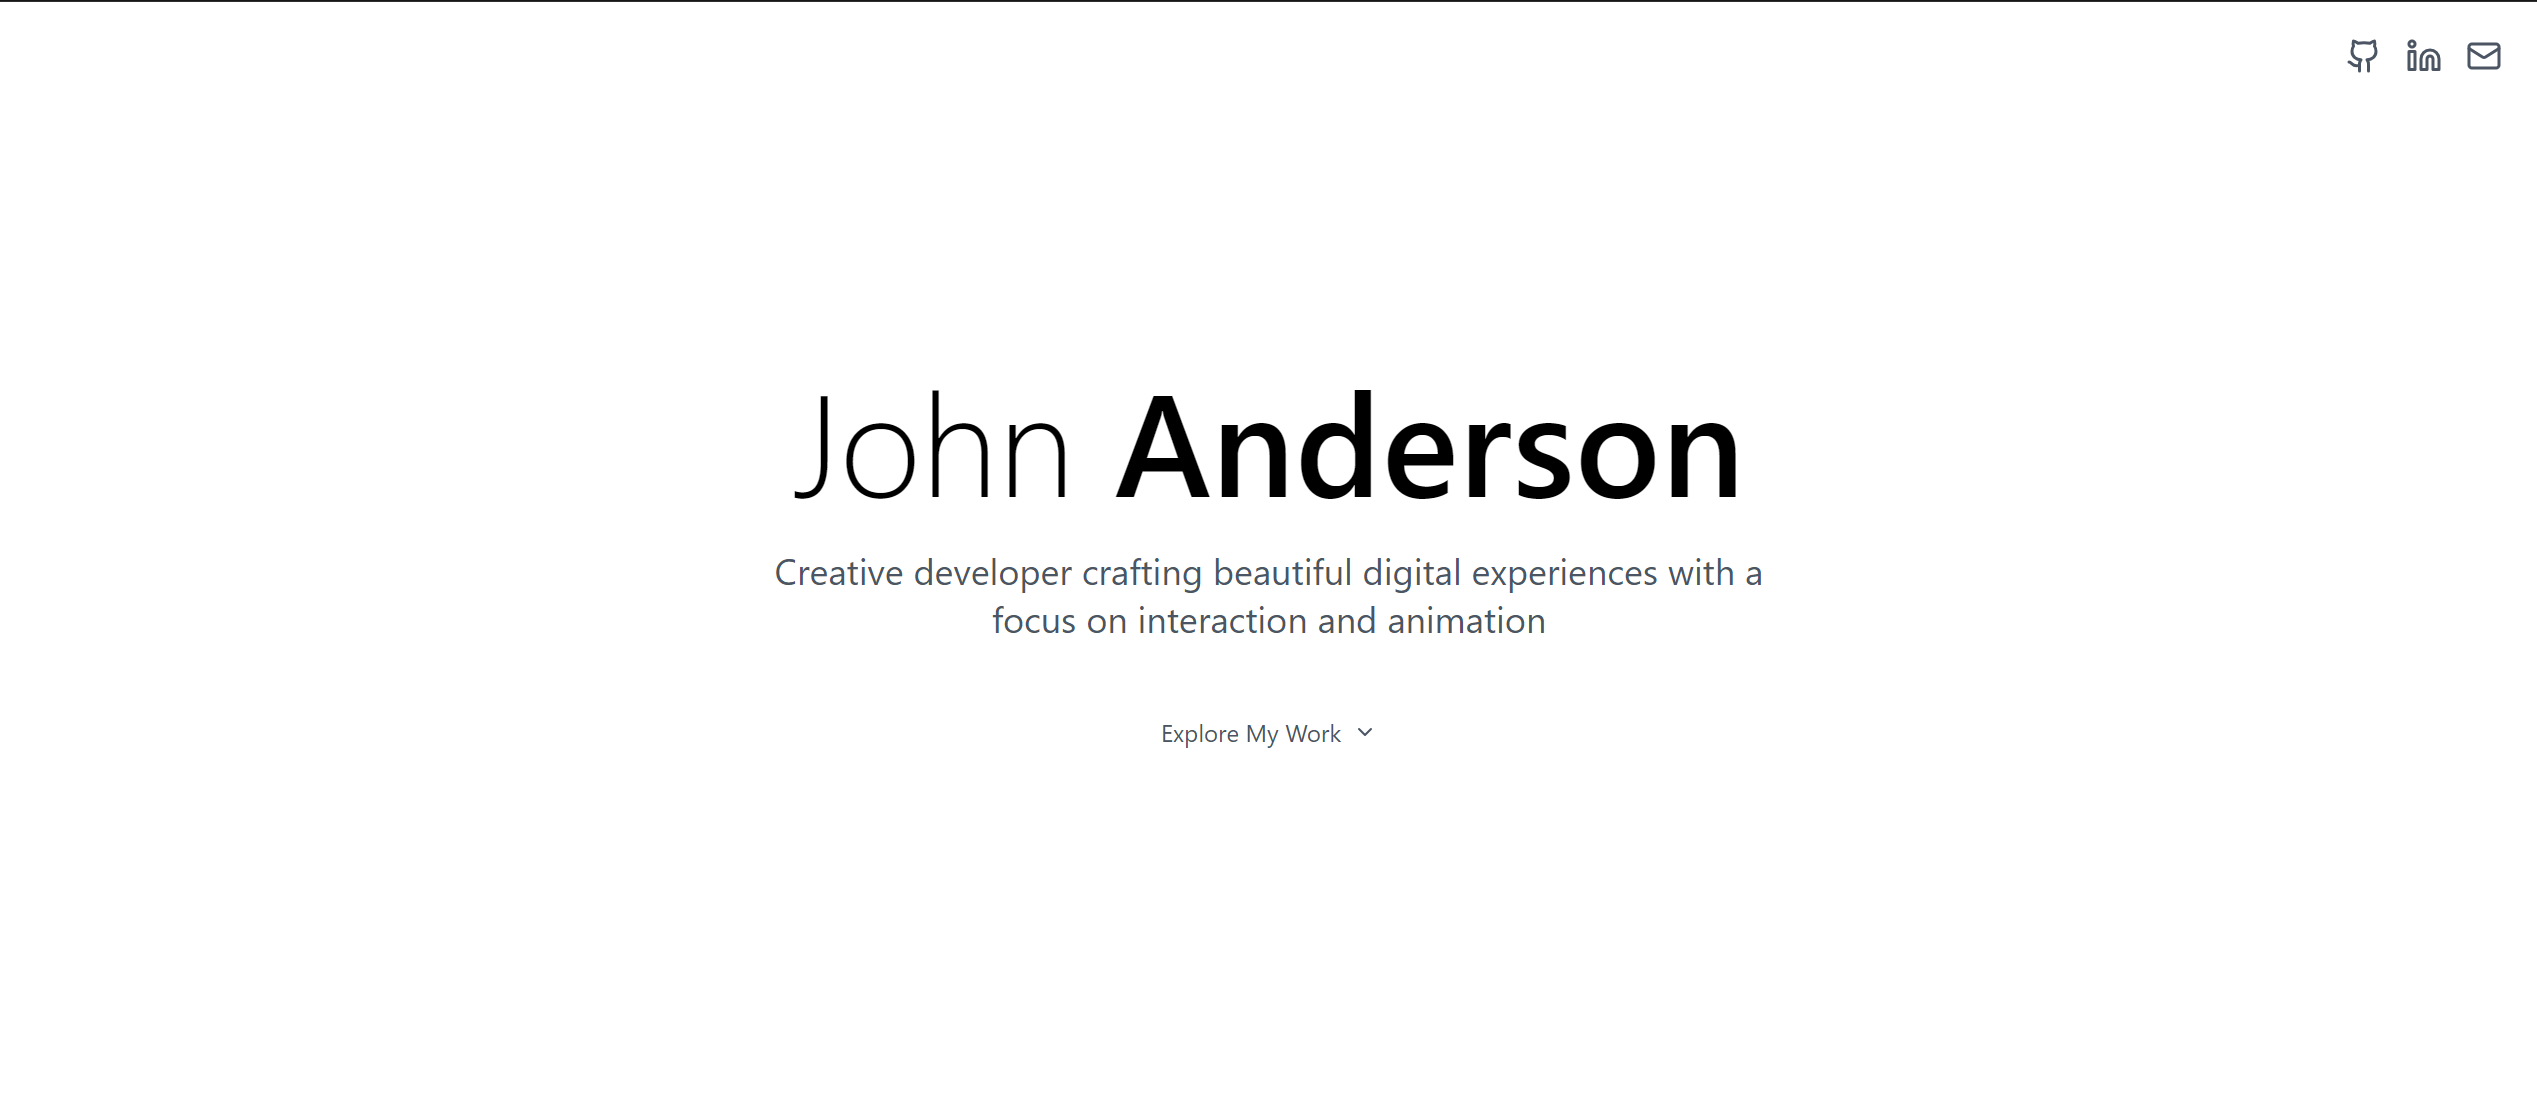 John Anderson
Creative developer crafting beautiful digital experiences with a
focus on interaction and animation
Explore My Work